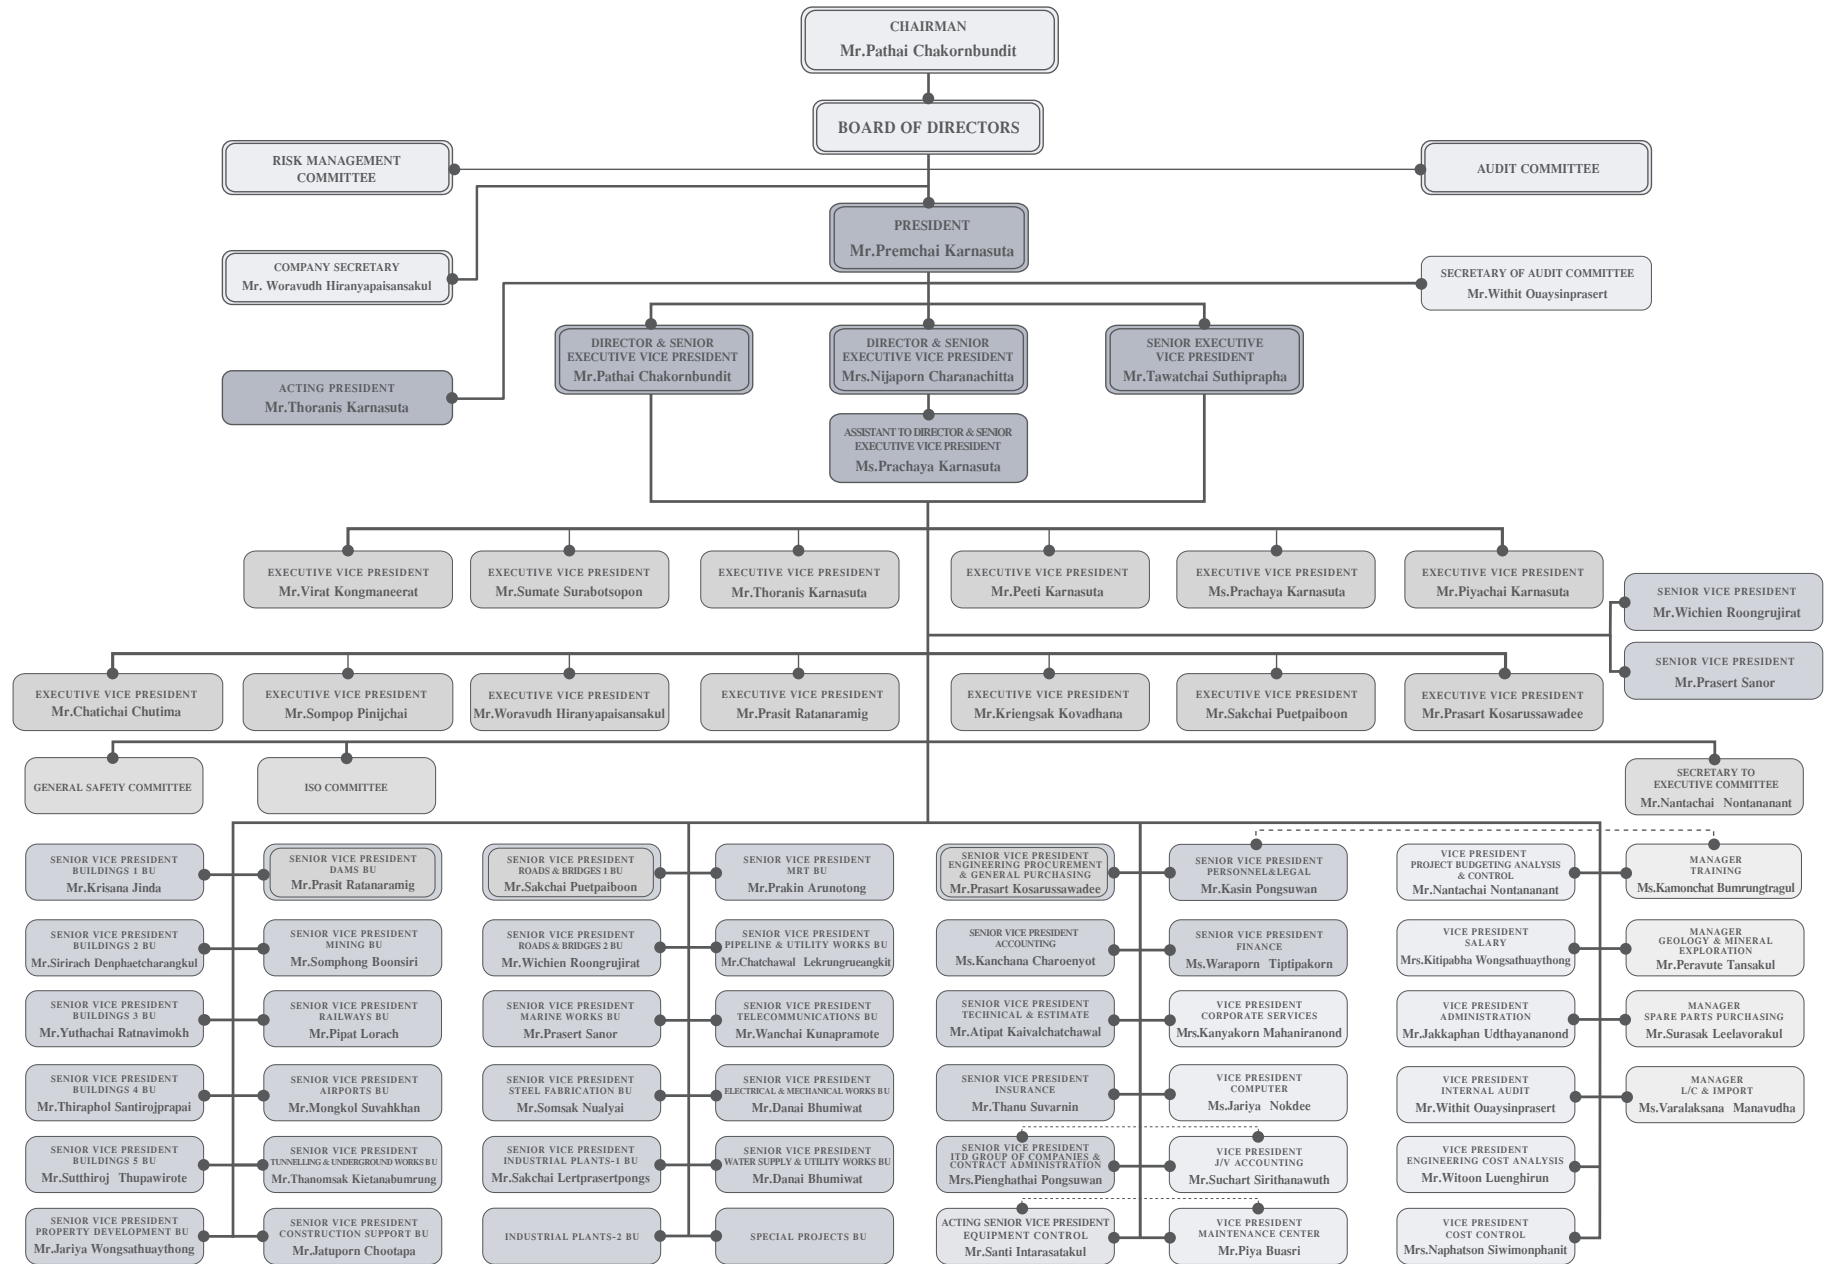 CHAIRMAN
Mr.Pathai Chakornbundit
BOARD OF DIRECTORS
RISK MANAGEMENT
COMMITTEE
AUDIT COMMITTEE
PRESIDENT
Mr.Premchai Karnasuta
COMPANY SECRETARY
Mr. Woravudh Hiranyapaisansakul
SECRETARY OF AUDIT COMMITTEE
Mr.Withit Ouaysinprasert
DIRECTOR & SENIOR
EXECUTIVE VICE PRESIDENT
Mr.Pathai Chakornbundit
DIRECTOR & SENIOR
EXECUTIVE VICE PRESIDENT
Mrs.Nijaporn Charanachitta
SENIOR EXECUTIVE
VICE PRESIDENT
Mr.Tawatchai Suthiprapha
ACTING PRESIDENT
Mr.Thoranis Karnasuta
ASSISTANT TO DIRECTOR & SENIOR
EXECUTIVE VICE PRESIDENT
Ms.Prachaya Karnasuta
EXECUTIVE VICE PRESIDENT
Mr.Virat Kongmaneerat
EXECUTIVE VICE PRESIDENT
Mr.Sumate Surabotsopon
EXECUTIVE VICE PRESIDENT
Mr.Thoranis Karnasuta
EXECUTIVE VICE PRESIDENT
Mr.Peeti Karnasuta
EXECUTIVE VICE PRESIDENT
Ms.Prachaya Karnasuta
EXECUTIVE VICE PRESIDENT
Mr.Piyachai Karnasuta
SENIOR VICE PRESIDENT
Mr.Wichien Roongrujirat
SENIOR VICE PRESIDENT
Mr.Prasert Sanor
EXECUTIVE VICE PRESIDENT
Mr.Chatichai Chutima
EXECUTIVE VICE PRESIDENT
Mr.Sompop Pinijchai
EXECUTIVE VICE PRESIDENT
Mr.Woravudh Hiranyapaisansakul
EXECUTIVE VICE PRESIDENT
Mr.Prasit Ratanaramig
EXECUTIVE VICE PRESIDENT
Mr.Kriengsak Kovadhana
EXECUTIVE VICE PRESIDENT
Mr.Sakchai Puetpaiboon
EXECUTIVE VICE PRESIDENT
Mr.Prasart Kosarussawadee
GENERAL SAFETY COMMITTEE
ISO COMMITTEE
SECRETARY TO
EXECUTIVE COMMITTEE
Mr.Nantachai Nontananant
SENIOR VICE PRESIDENT
BUILDINGS 1 BU
Mr.Krisana Jinda
SENIOR VICE PRESIDENT
DAMS BU
Mr.Prasit Ratanaramig
SENIOR VICE PRESIDENT
ROADS & BRIDGES 1 BU
Mr.Sakchai Puetpaiboon
SENIOR VICE PRESIDENT
MRT BU
Mr.Prakin Arunotong
SENIOR VICE PRESIDENT
ENGINEERING PROCUREMENT
& GENERAL PURCHASING
Mr.Prasart Kosarussawadee
SENIOR VICE PRESIDENT
PERSONNEL&LEGAL
Mr.Kasin Pongsuwan
VICE PRESIDENT
PROJECT BUDGETING ANALYSIS
& CONTROL
Mr.Nantachai Nontananant
MANAGER
TRAINING
Ms.Kamonchat Bumrungtragul
SENIOR VICE PRESIDENT
BUILDINGS 2 BU
Mr.Sirirach Denphaetcharangkul
SENIOR VICE PRESIDENT
MINING BU
Mr.Somphong Boonsiri
SENIOR VICE PRESIDENT
ROADS & BRIDGES 2 BU
Mr.Wichien Roongrujirat
SENIOR VICE PRESIDENT
PIPELINE & UTILITY WORKS BU
Mr.Chatchawal Lekrungrueangkit
SENIOR VICE PRESIDENT
ACCOUNTING
Ms.Kanchana Charoenyot
SENIOR VICE PRESIDENT
FINANCE
Ms.Waraporn Tiptipakorn
VICE PRESIDENT
SALARY
Mrs.Kitipabha Wongsathuaythong
MANAGER
GEOLOGY & MINERAL
EXPLORATION
Mr.Peravute Tansakul
SENIOR VICE PRESIDENT
BUILDINGS 3 BU
Mr.Yuthachai Ratnavimokh
SENIOR VICE PRESIDENT
RAILWAYS BU
Mr.Pipat Lorach
SENIOR VICE PRESIDENT
MARINE WORKS BU
Mr.Prasert Sanor
SENIOR VICE PRESIDENT
TELECOMMUNICATIONS BU
Mr.Wanchai Kunapramote
SENIOR VICE PRESIDENT
TECHNICAL & ESTIMATE
Mr.Atipat Kaivalchatchawal
VICE PRESIDENT
CORPORATE SERVICES
Mrs.Kanyakorn Mahaniranond
VICE PRESIDENT
ADMINISTRATION
Mr.Jakkaphan Udthayananond
MANAGER
SPARE PARTS PURCHASING
Mr.Surasak Leelavorakul
SENIOR VICE PRESIDENT
BUILDINGS 4 BU
Mr.Thiraphol Santirojprapai
SENIOR VICE PRESIDENT
AIRPORTS BU
Mr.Mongkol Suvahkhan
SENIOR VICE PRESIDENT
STEEL FABRICATION BU
Mr.Somsak Nualyai
SENIOR VICE PRESIDENT
ELECTRICAL & MECHANICAL WORKS BU
Mr.Danai Bhumiwat
SENIOR VICE PRESIDENT
INSURANCE
Mr.Thanu Suvarnin
VICE PRESIDENT
COMPUTER
Ms.Jariya Nokdee
VICE PRESIDENT
INTERNAL AUDIT
Mr.Withit Ouaysinprasert
MANAGER
L/C & IMPORT
Ms.Varalaksana Manavudha
SENIOR VICE PRESIDENT
BUILDINGS 5 BU
Mr.Sutthiroj Thupawirote
SENIOR VICE PRESIDENT
TUNNELLING & UNDERGROUND WORKS BU
Mr.Thanomsak Kietanabumrung
SENIOR VICE PRESIDENT
INDUSTRIAL PLANTS-1 BU
Mr.Sakchai Lertprasertpongs
SENIOR VICE PRESIDENT
WATER SUPPLY & UTILITY WORKS BU
Mr.Danai Bhumiwat
SENIOR VICE PRESIDENT
ITD GROUP OF COMPANIES &
CONTRACT ADMINISTRATION
Mrs.Pienghathai Pongsuwan
VICE PRESIDENT
J/V ACCOUNTING
Mr.Suchart Sirithanawuth
VICE PRESIDENT
ENGINEERING COST ANALYSIS
Mr.Witoon Luenghirun
SENIOR VICE PRESIDENT
PROPERTY DEVELOPMENT BU
Mr.Jariya Wongsathuaythong
SENIOR VICE PRESIDENT
CONSTRUCTION SUPPORT BU
Mr.Jatuporn Chootapa
INDUSTRIAL PLANTS-2 BU
SPECIAL PROJECTS BU
ACTING SENIOR VICE PRESIDENT
EQUIPMENT CONTROL
Mr.Santi Intarasatakul
VICE PRESIDENT
MAINTENANCE CENTER
Mr.Piya Buasri
VICE PRESIDENT
COST CONTROL
Mrs.Naphatson Siwimonphanit